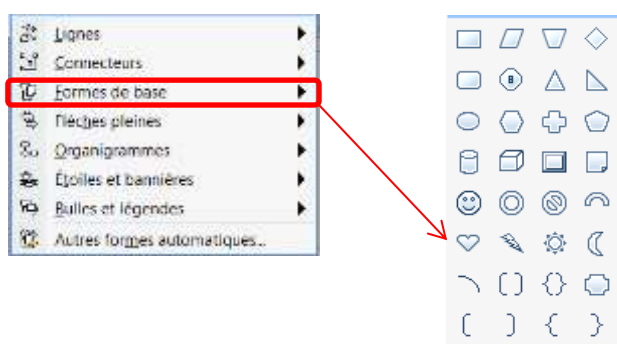 Lignes
Connecteurs
Formes de base
Flèches pleines
Organigrammes
Étoiles et bannières
Bulles et légendes
Autres formes automatiques...